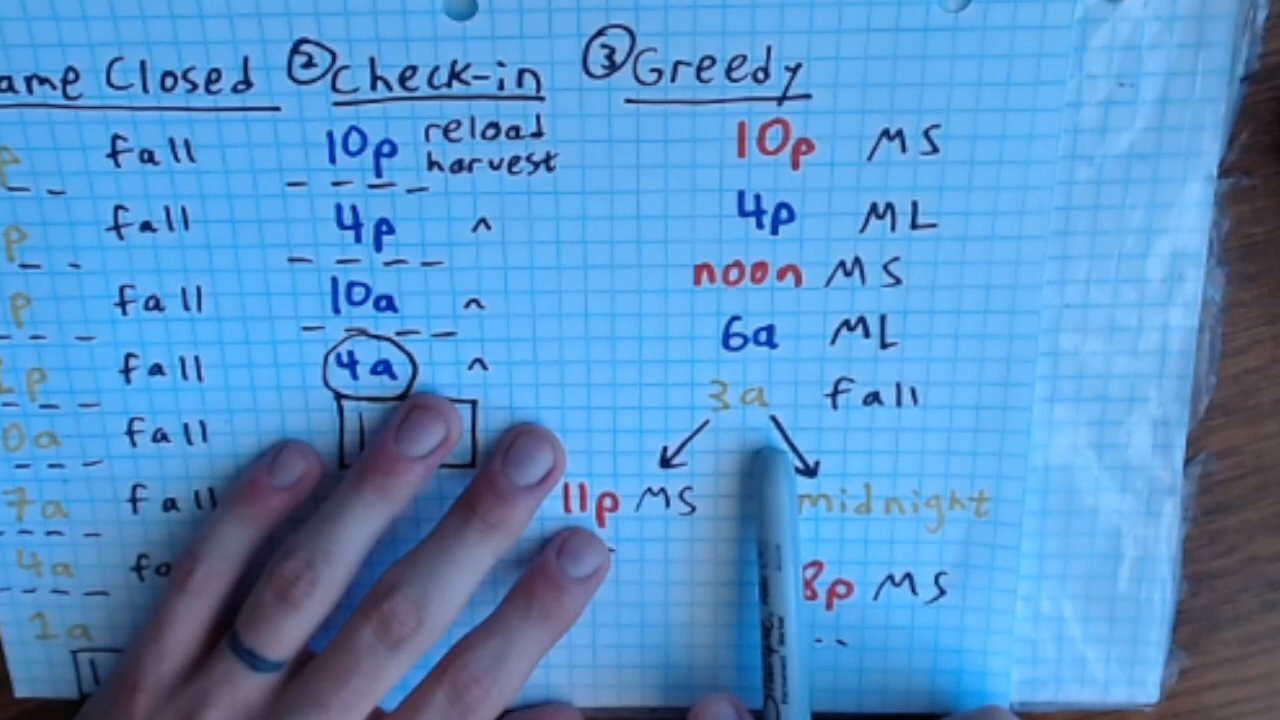 ame Closed ② Check-in ③ Greedy
p fall 10p reload harvest 10p MS
p fall 4p ^ 4p ML
p fall 10a ^ noon MS
p fall 4a ^ 6a ML
0a fall 3a fall
7a fall 11p MS midnight
4a fa 8p MS
1a